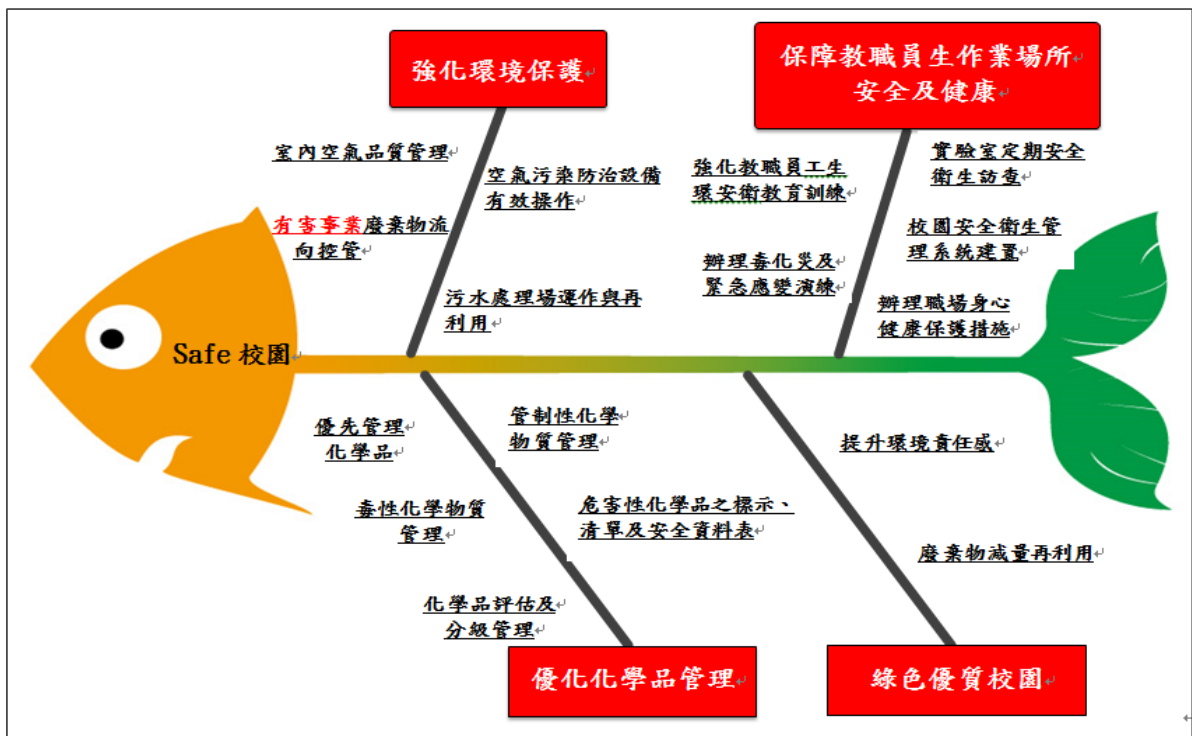 強化環境保護
保障教職員生作業場所
安全及健康
室內空氣品質管理
有害事業廢棄物流
向控管
空氣污染防治設備
有效操作
污水處理場運作與再
利用
強化教職員工生
環安衛教育訓練
辦理毒化災及
緊急應變演練
實驗室定期安全
衛生訪查
校園安全衛生管
理系統建置
辦理職場身心
健康保護措施
Safe 校園
優先管理
化學品
毒性化學物質
管理
化學品評估及
分級管理
管制性化學
物質管理
危害性化學品之標示、
清單及安全資料表
提升環境責任感
廢棄物減量再利用
優化化學品管理
綠色優質校園